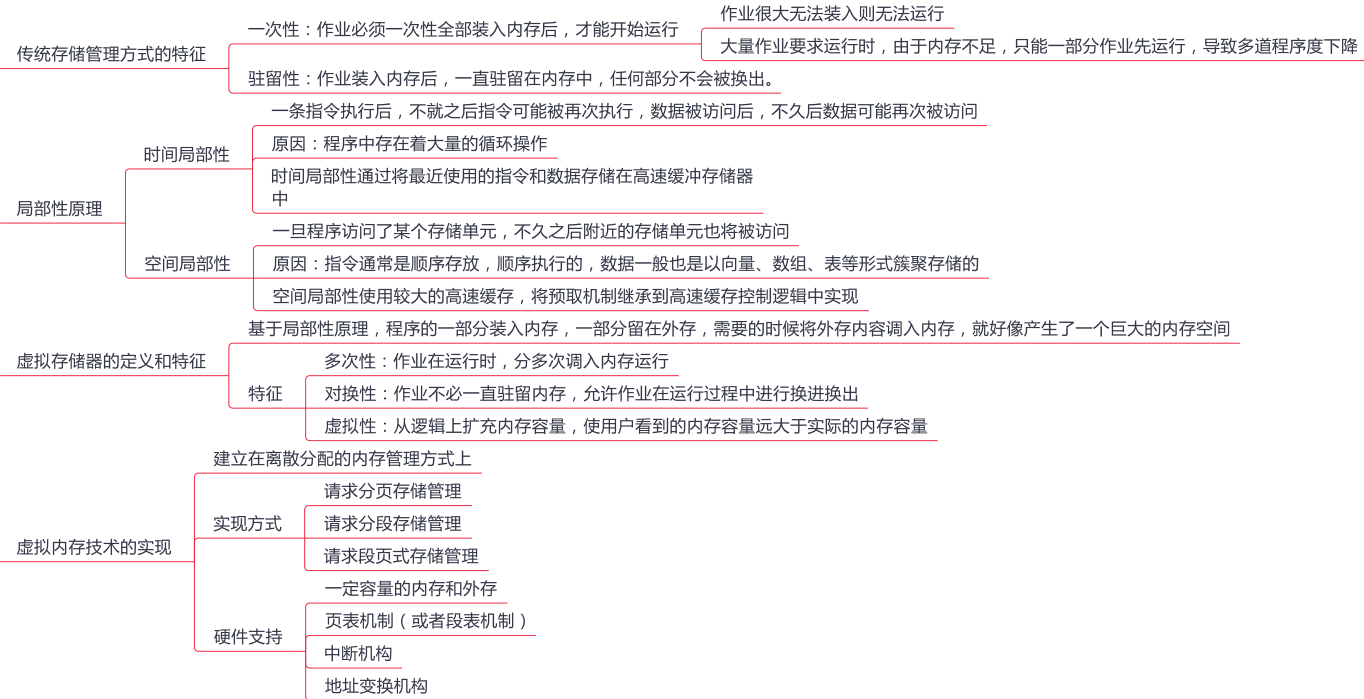 传统存储管理方式的特征
一次性：作业必须一次性全部装入内存后，才能开始运行
作业很大无法装入则无法运行
大量作业要求运行时，由于内存不足，只能一部分作业先运行，导致多道程序度下降
驻留性：作业装入内存后，一直驻留在内存中，任何部分不会被换出。
局部性原理
时间局部性
一条指令执行后，不就之后指令可能被再次执行，数据被访问后，不久后数据可能再次被访问
原因：程序中存在着大量的循环操作
时间局部性通过将最近使用的指令和数据存储在高速缓冲存储器
中
空间局部性
一旦程序访问了某个存储单元，不久之后附近的存储单元也将被访问
原因：指令通常是顺序存放，顺序执行的，数据一般也是以向量、数组、表等形式簇聚存储的
空间局部性使用较大的高速缓存，将预取机制继承到高速缓存控制逻辑中实现
虚拟存储器的定义和特征
基于局部性原理，程序的一部分装入内存，一部分留在外存，需要的时候将外存内容调入内存，就好像产生了一个巨大的内存空间
特征
多次性：作业在运行时，分多次调入内存运行
对换性：作业不必一直驻留内存，允许作业在运行过程中进行换进换出
虚拟性：从逻辑上扩充内存容量，使用户看到的内存容量远大于实际的内存容量
虚拟内存技术的实现
建立在离散分配的内存管理方式上
实现方式
请求分页存储管理
请求分段存储管理
请求段页式存储管理
硬件支持
一定容量的内存和外存
页表机制（或者段表机制）
中断机构
地址变换机构